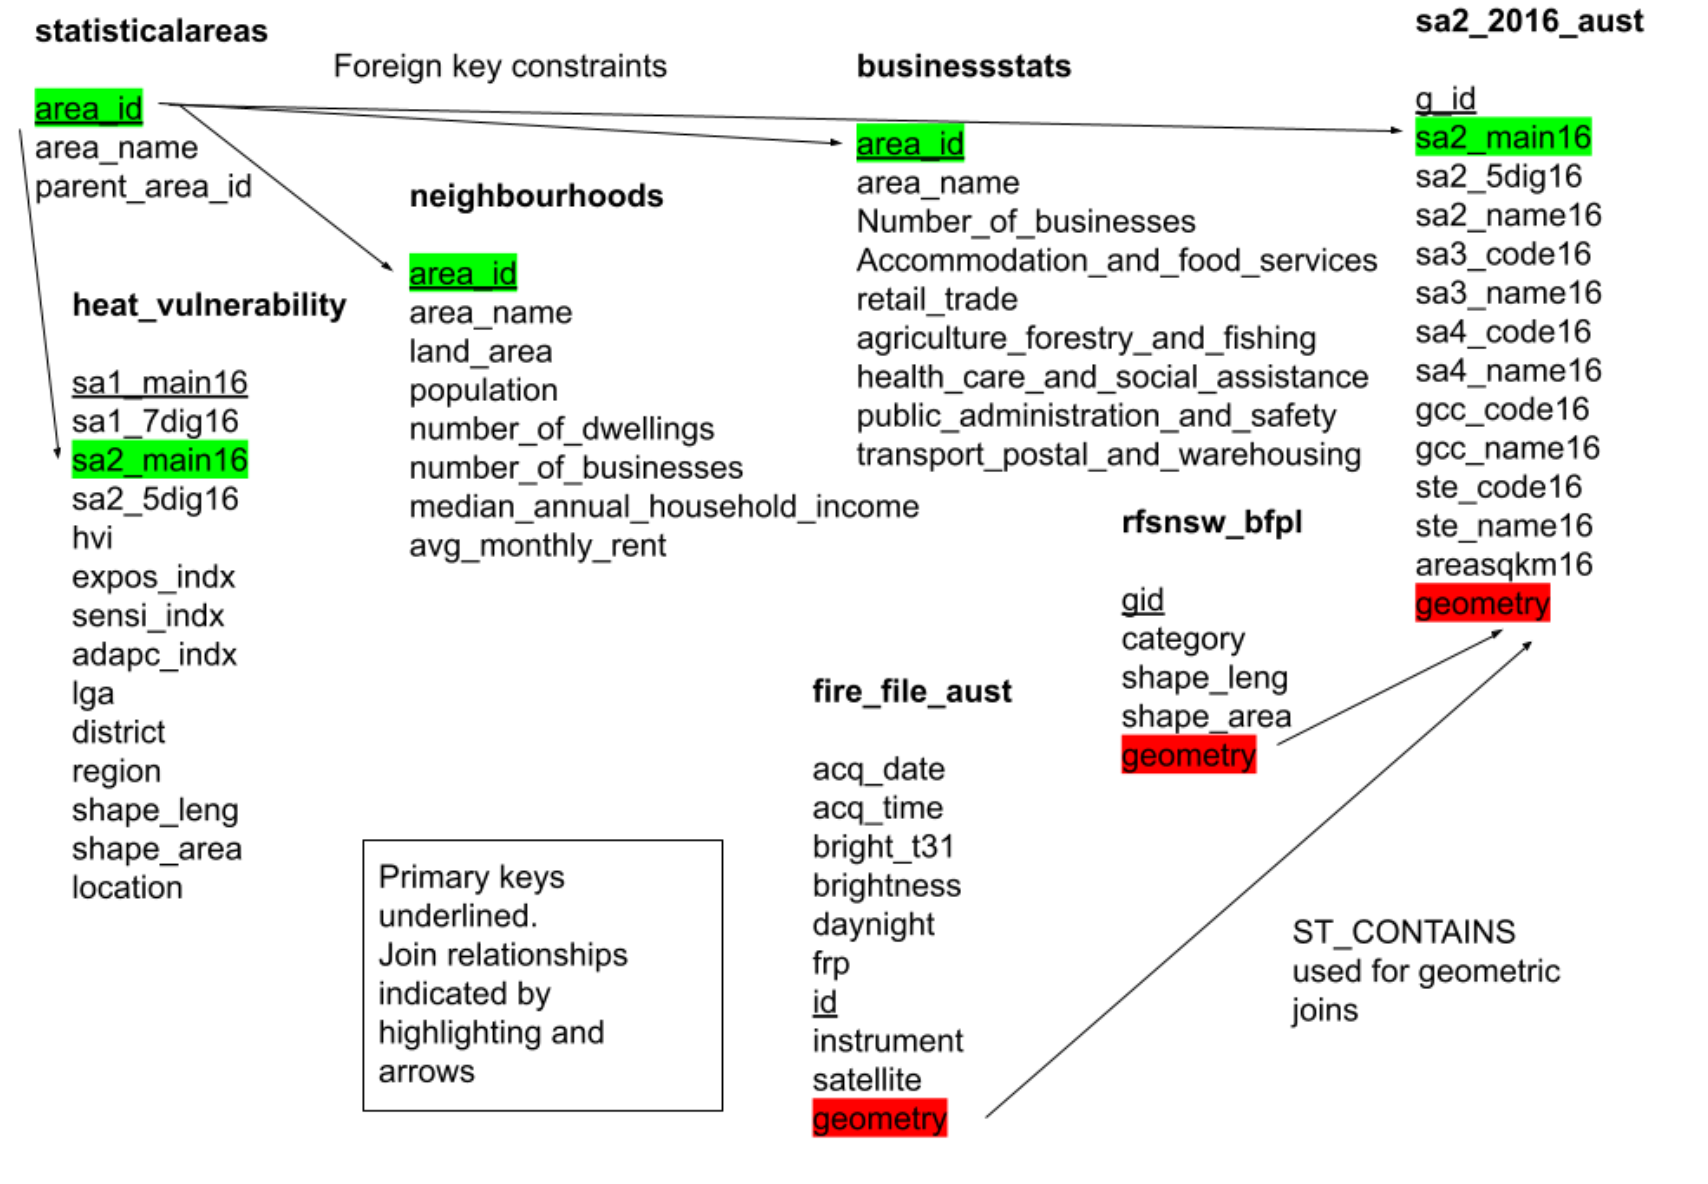 statisticalareas
area_id
area_name
parent_area_id
Foreign key constraints
heat_vulnerability
sa1_main16
sa1_7dig16
sa2_main16
sa2_5dig16
hvi
expos_indx
sensi_indx
adapc_indx
lga
district
region
shape_leng
shape_area
location
neighbourhoods
area_id
area_name
land_area
population
number_of_dwellings
number_of_businesses
median_annual_household_income
avg_monthly_rent
businessstats
area_id
area_name
Number_of_businesses
Accommodation_and_food_services
retail_trade
agriculture_forestry_and_fishing
health_care_and_social_assistance
public_administration_and_safety
transport_postal_and_warehousing
sa2_2016_aust
g_id
sa2_main16
sa2_5dig16
sa2_name16
sa3_code16
sa3_name16
sa4_code16
sa4_name16
gcc_code16
gcc_name16
ste_code16
ste_name16
areasqkm16
geometry
rfsnsw_bfpl
gid
category
shape_leng
shape_area
geometry
fire_file_aust
acq_date
acq_time
bright_t31
brightness
daynight
frp
id
instrument
satellite
geometry
Primary keys
underlined.
Join relationships
indicated by
highlighting and
arrows
ST_CONTAINS
used for geometric
joins